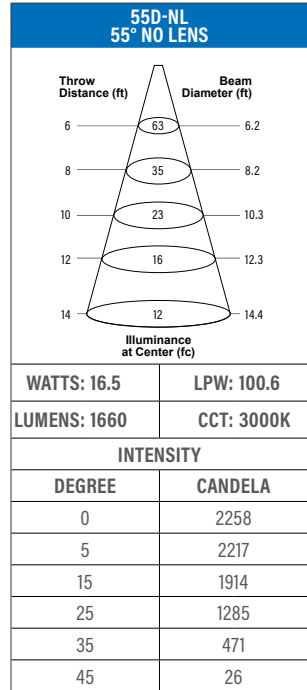 55D-NL
55° NO LENS
Throw Distance (ft) Beam Diameter (ft)
6 63 6.2
8 35 8.2
10 23 10.3
12 16 12.3
14 12 14.4
Illuminance
at Center (fc)
WATTS: 16.5 LPW: 100.6
LUMENS: 1660 CCT: 3000K
INTENSITY
DEGREE CANDELA
0 2258
5 2217
15 1914
25 1285
35 471
45 26